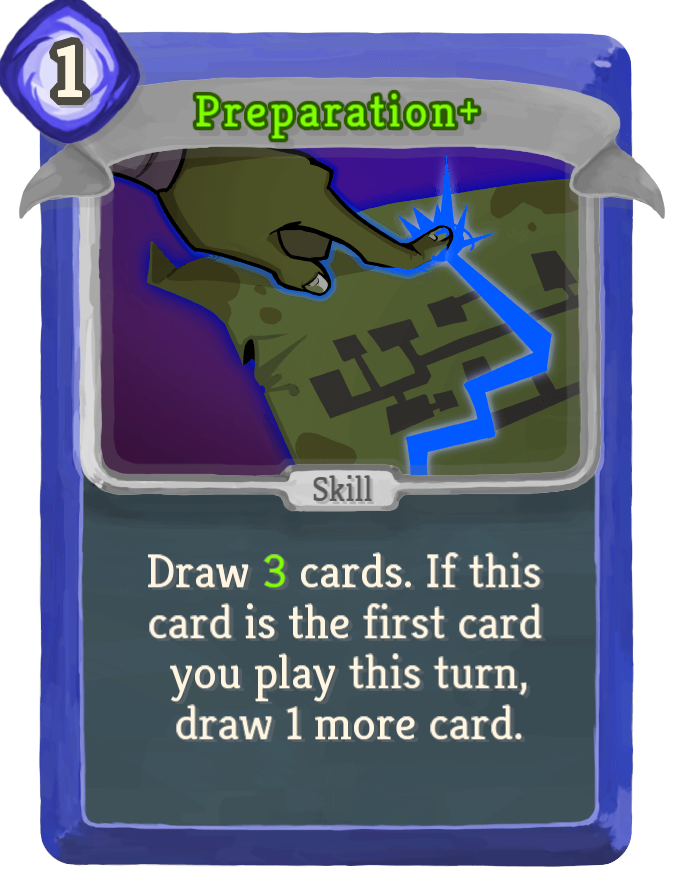 1
Preparation+
Skill
Draw 3 cards. If this
card is the first card
you play this turn,
draw 1 more card.